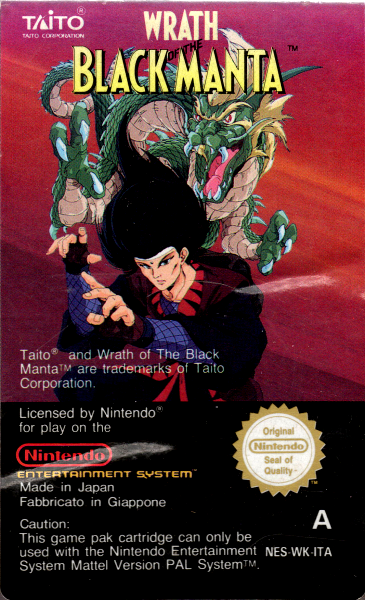 TAITO®
TAITO CORPORATION
WRATH
OF THE
BLACK MANTA™
Taito® and Wrath of The Black
Manta™ are trademarks of Taito
Corporation.
Licensed by Nintendo®
for play on the
Nintendo®
ENTERTAINMENT SYSTEM™
Made in Japan
Fabbricato in Giappone
Original
Nintendo®
Seal of
Quality
™
A
Caution:
This game pak cartridge can only be
used with the Nintendo Entertainment
System Mattel Version PAL System™.
NES-WK-ITA